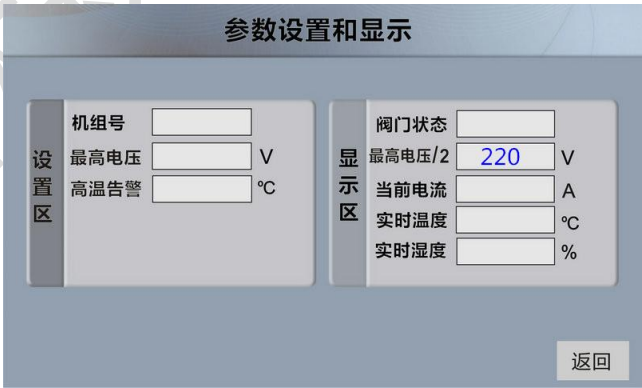 参数设置和显示
设置区
机组号
最高电压 V
高温告警 ℃
显示区
阀门状态
最高电压/2 220 V
当前电流 A
实时温度 ℃
实时湿度 %
返回